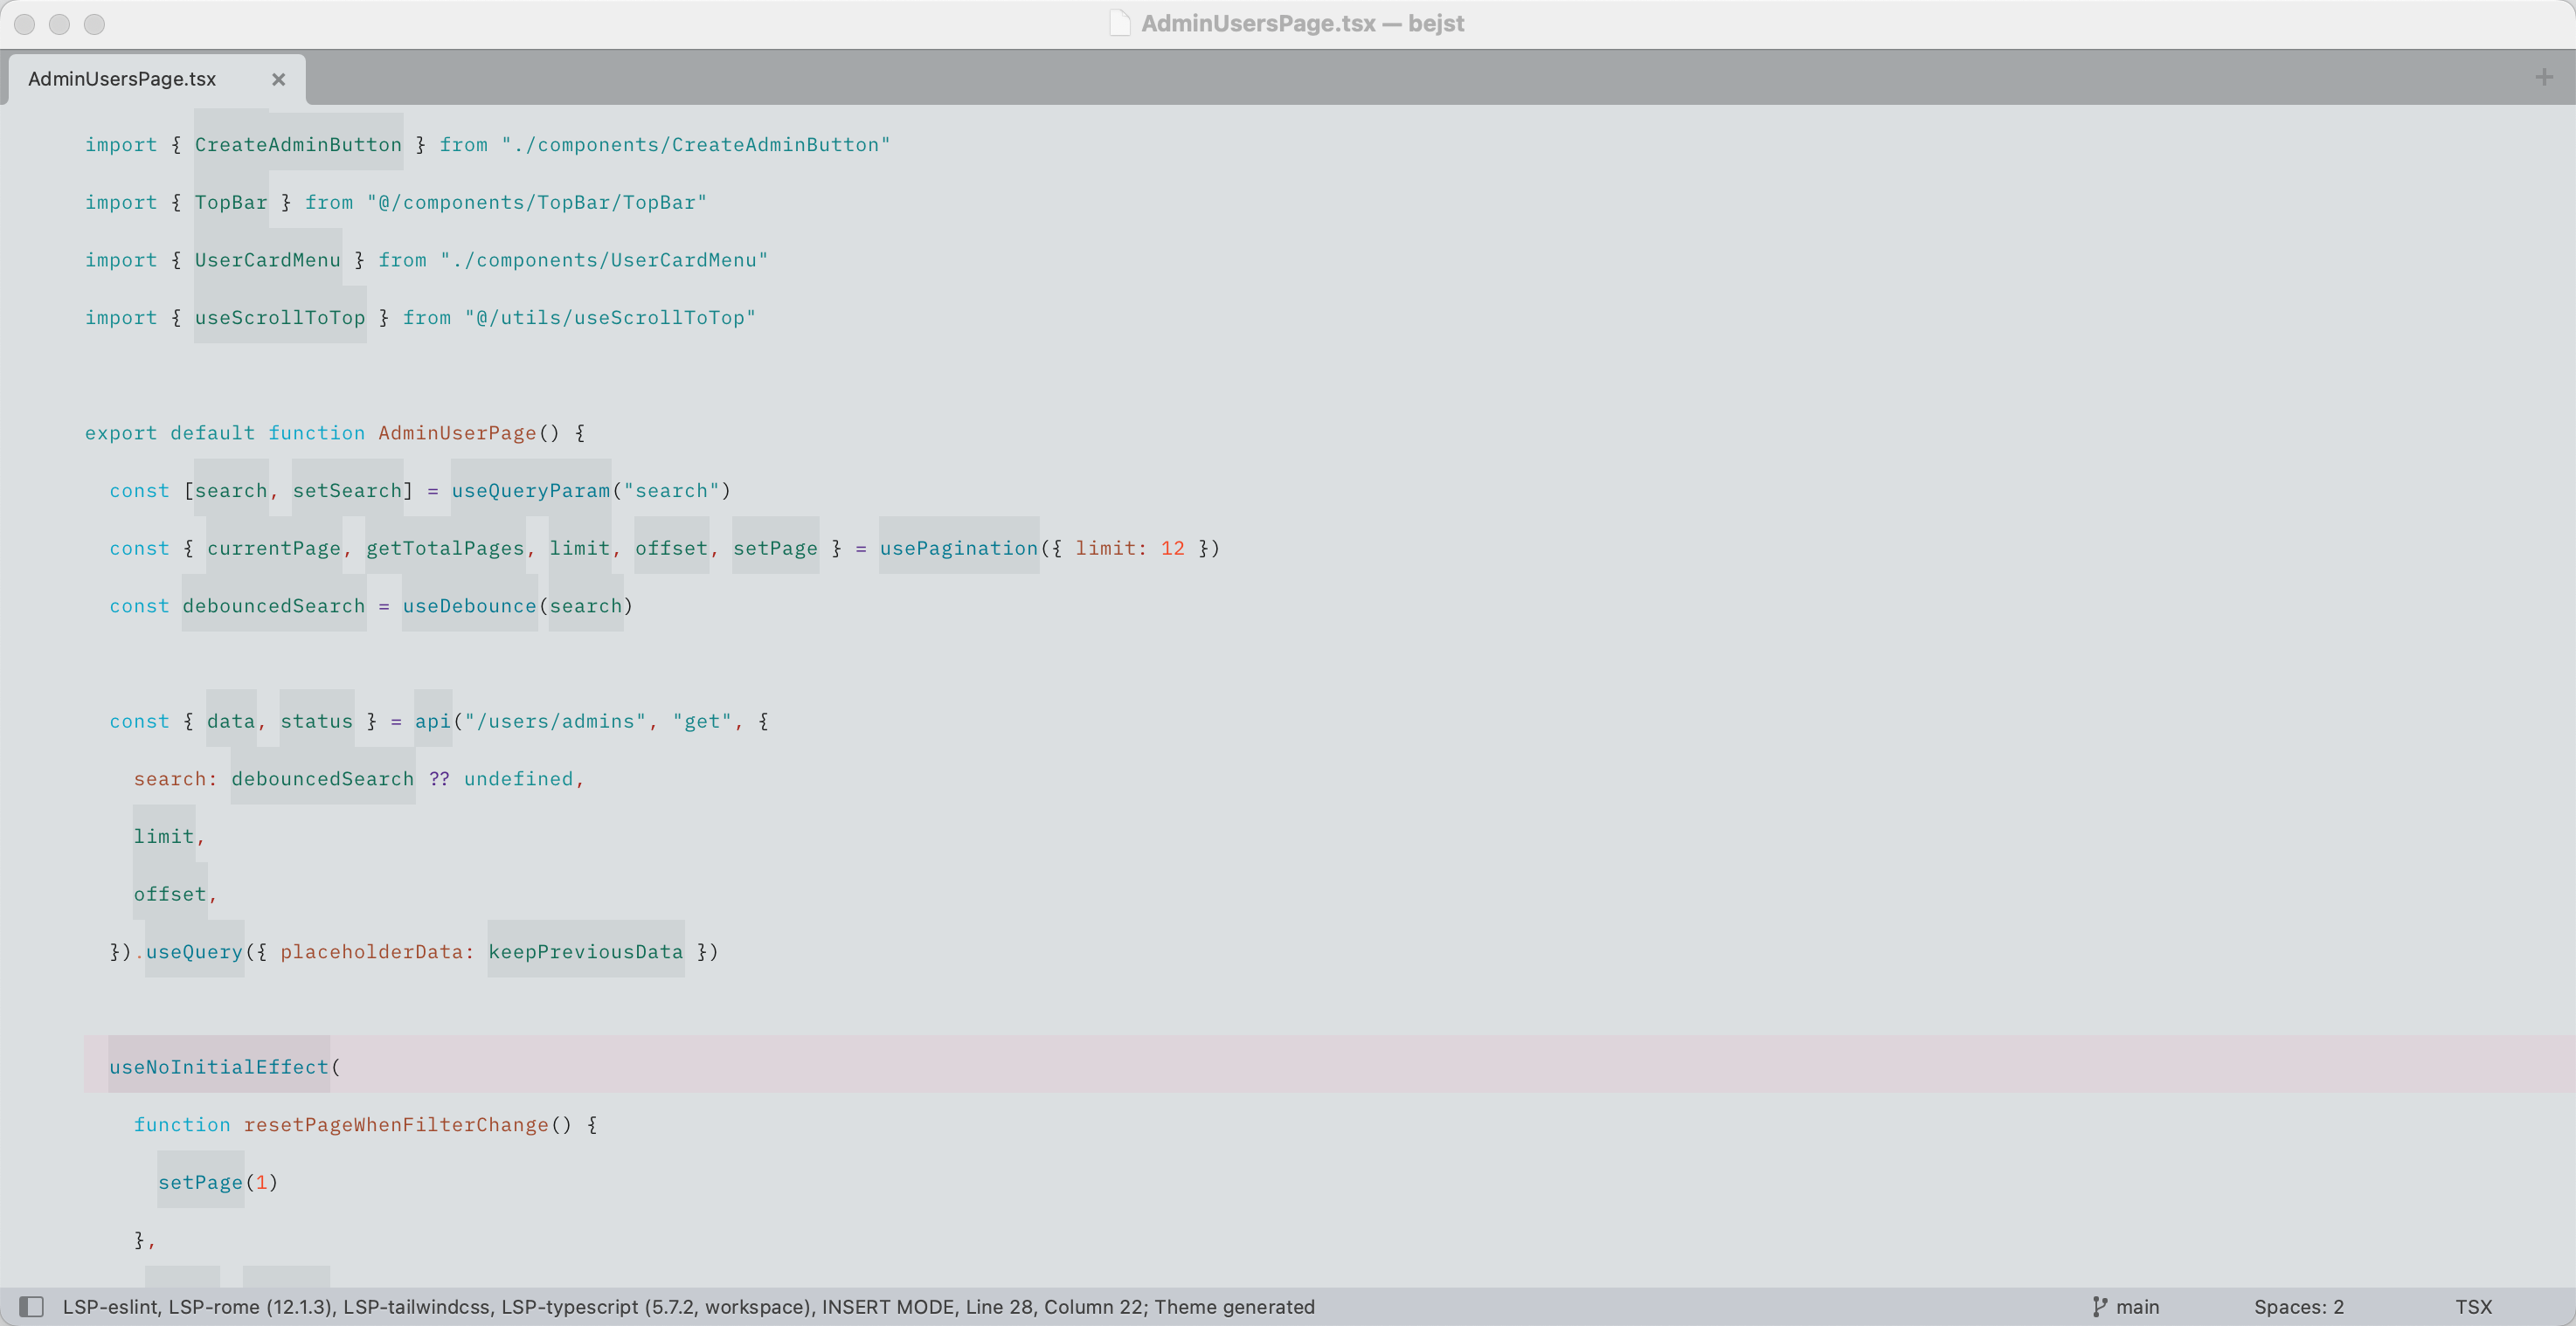 AdminUsersPage.tsx — bejst
AdminUsersPage.tsx
import { CreateAdminButton } from "./components/CreateAdminButton"
import { TopBar } from "@/components/TopBar/TopBar"
import { UserCardMenu } from "./components/UserCardMenu"
import { useScrollToTop } from "@/utils/useScrollToTop"
export default function AdminUserPage() {
const [search, setSearch] = useQueryParam("search")
const { currentPage, getTotalPages, limit, offset, setPage } = usePagination({ limit: 12 })
const debouncedSearch = useDebounce(search)
const { data, status } = api("/users/admins", "get", {
search: debouncedSearch ?? undefined,
limit,
offset,
}).useQuery({ placeholderData: keepPreviousData })
useNoInitialEffect(
function resetPageWhenFilterChange() {
setPage(1)
},
LSP-eslint, LSP-rome (12.1.3), LSP-tailwindcss, LSP-typescript (5.7.2, workspace), INSERT MODE, Line 28, Column 22; Theme generated
main
Spaces: 2
TSX